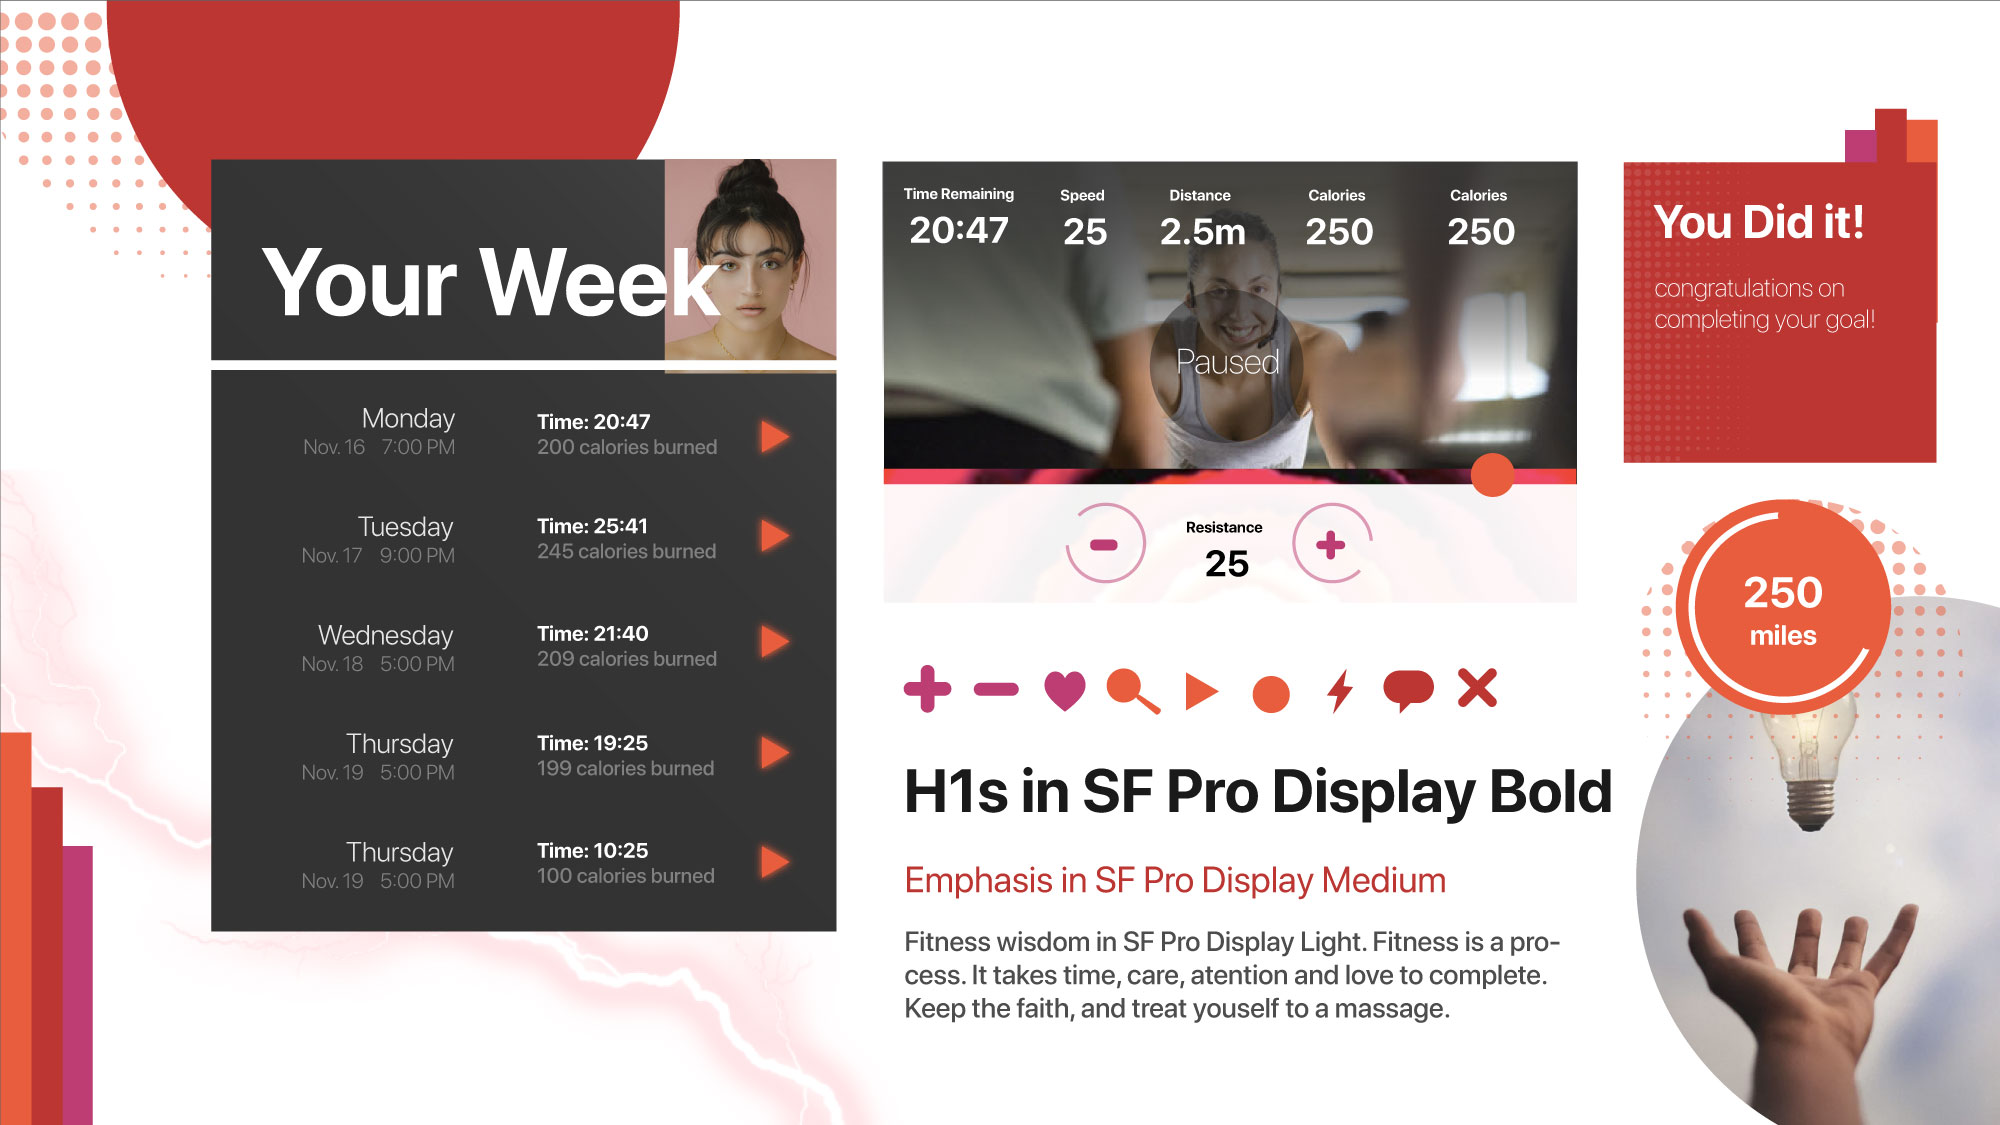 Your Week
Monday
Nov. 16 7:00 PM
Time: 20:47
200 calories burned
Tuesday
Nov. 17 9:00 PM
Time: 25:41
245 calories burned
Wednesday
Nov. 18 5:00 PM
Time: 21:40
209 calories burned
Thursday
Nov. 19 5:00 PM
Time: 19:25
199 calories burned
Thursday
Nov. 19 5:00 PM
Time: 10:25
100 calories burned
Time Remaining
20:47
Speed
25
Distance
2.5m
Calories
250
Calories
250
Paused
Resistance
25
H1s in SF Pro Display Bold
Emphasis in SF Pro Display Medium
Fitness wisdom in SF Pro Display Light. Fitness is a pro-
cess. It takes time, care, atention and love to complete.
Keep the faith, and treat youself to a massage.
You Did it!
congratulations on
completing your goal!
250
miles